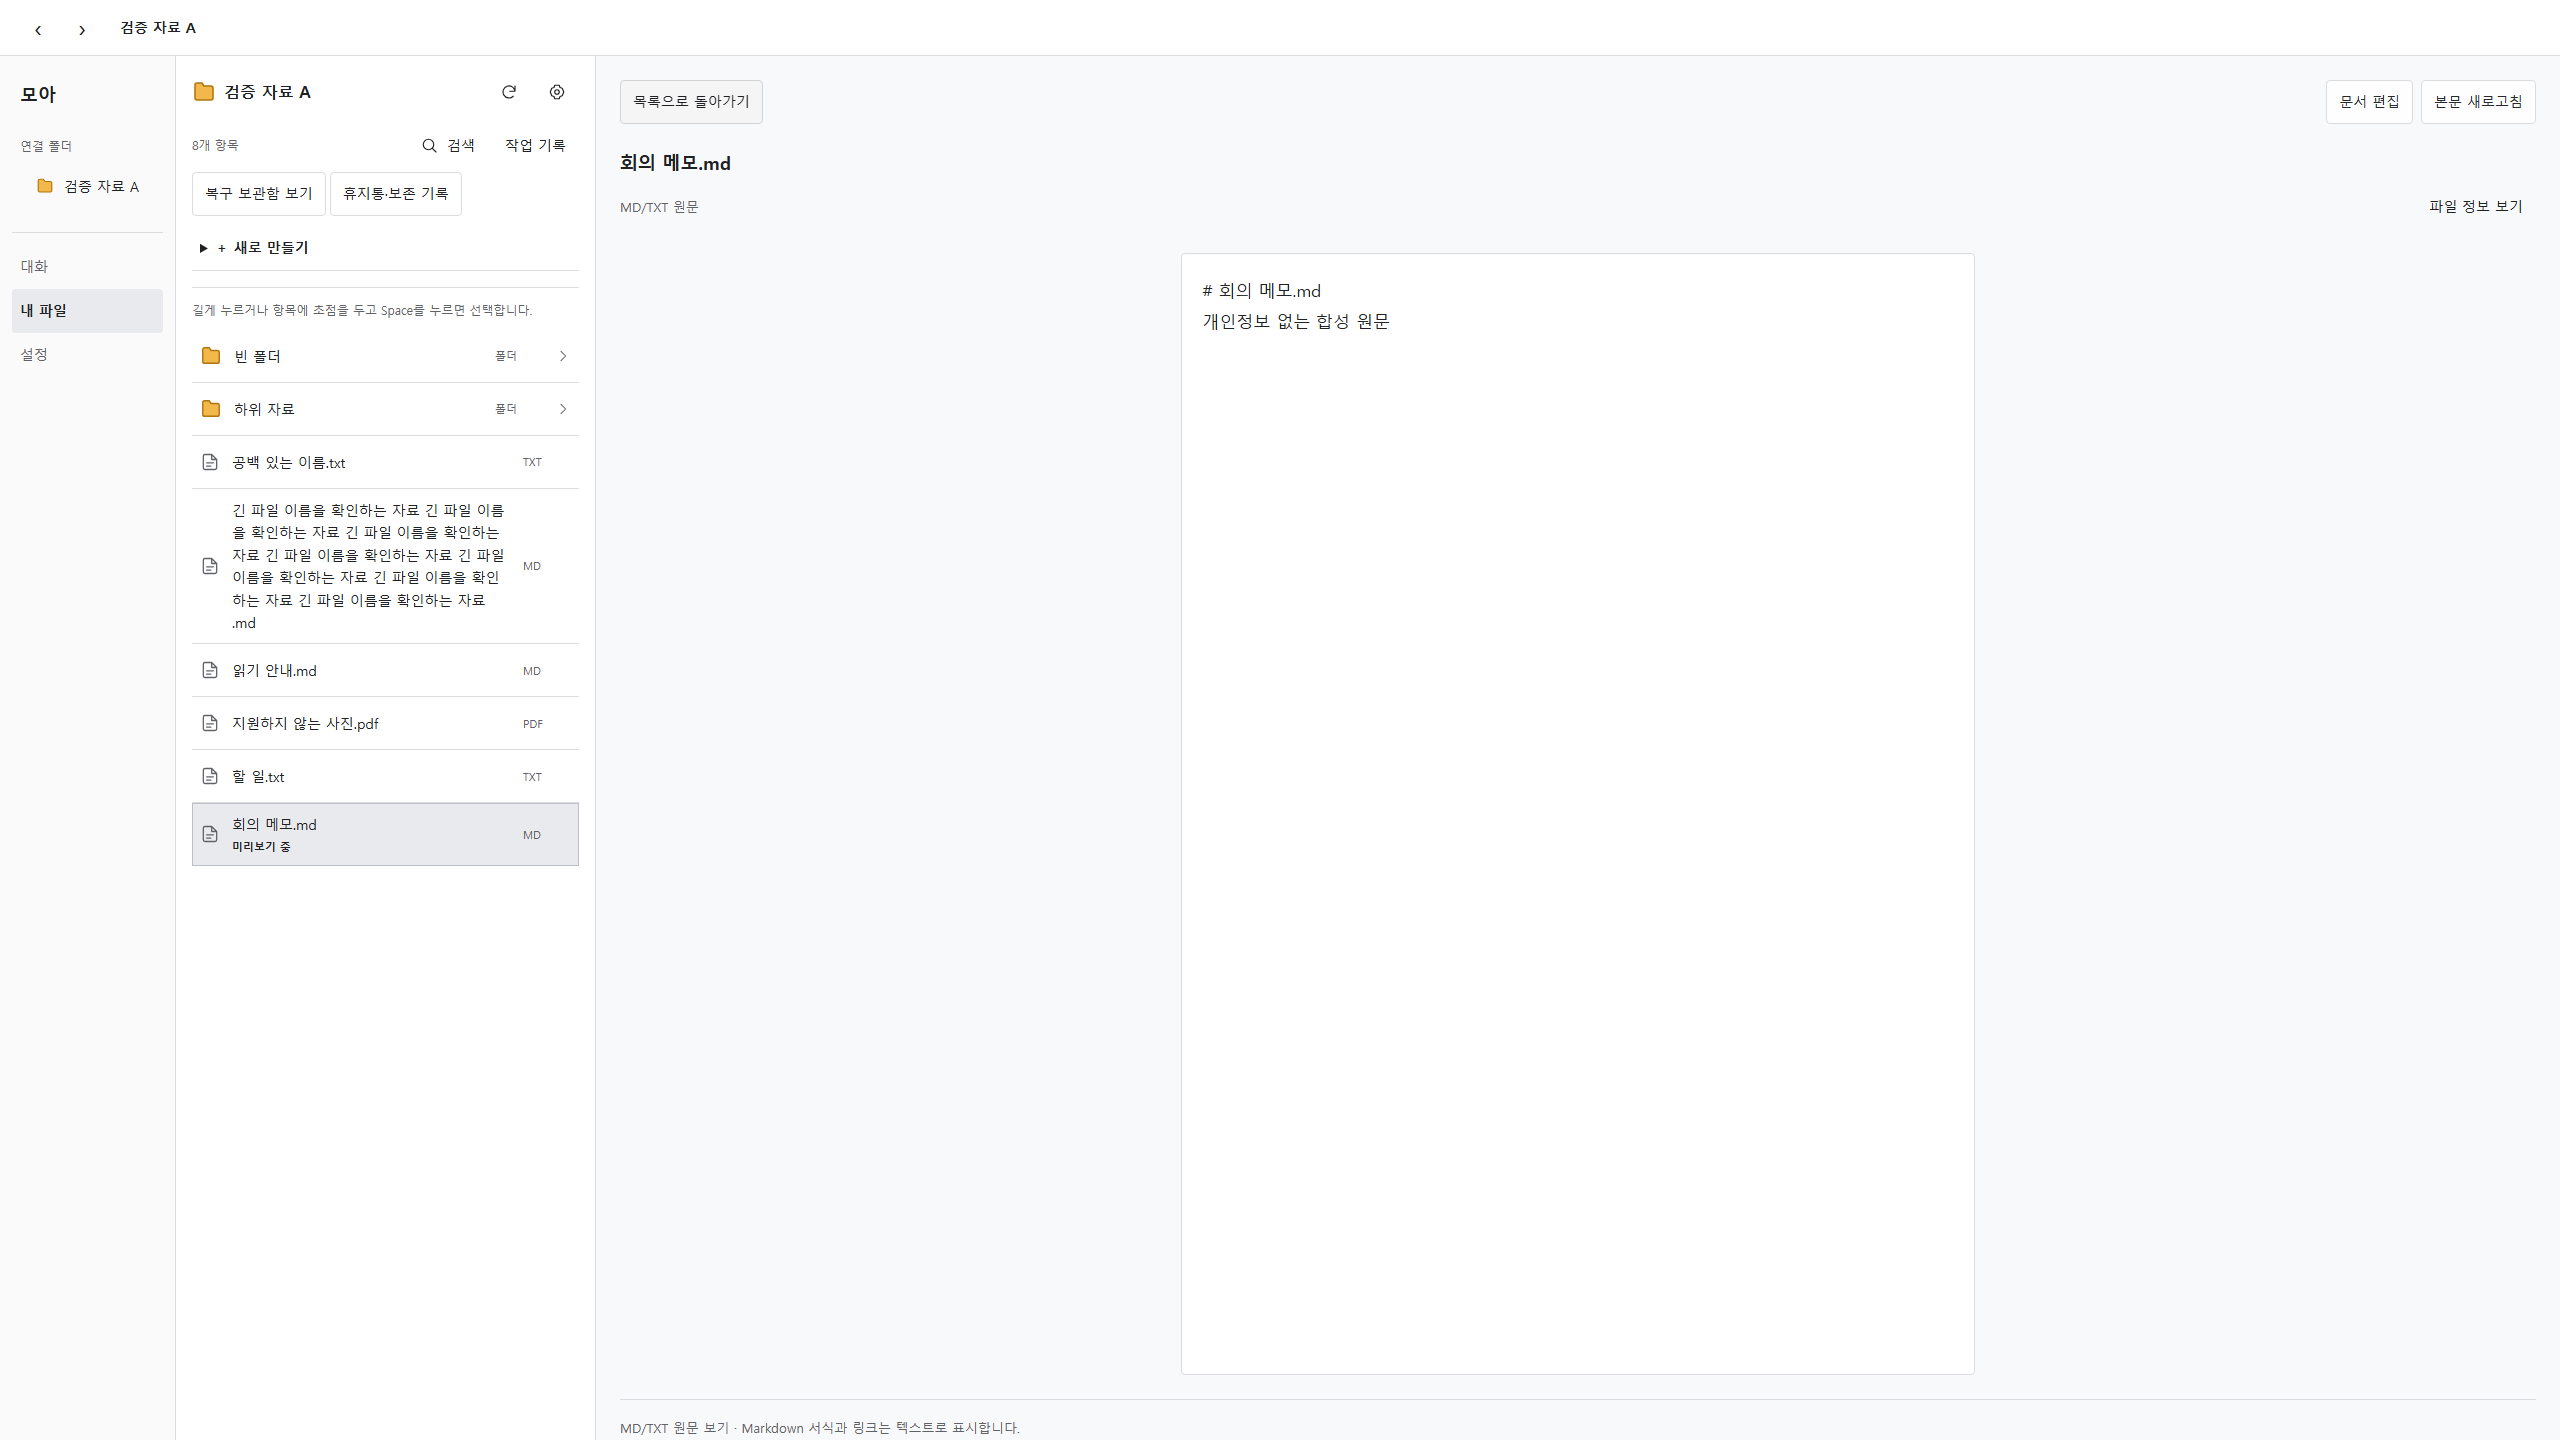 검증 자료 A
모아
연결 폴더
검증 자료 A
대화
내 파일
설정
검증 자료 A
8개 항목
검색
작업 기록
복구 보관함 보기
휴지통·보존 기록
+ 새로 만들기
길게 누르거나 항목에 초점을 두고 Space를 누르면 선택합니다.
빈 폴더 폴더
하위 자료 폴더
공백 있는 이름.txt TXT
긴 파일 이름을 확인하는 자료 긴 파일 이름
을 확인하는 자료 긴 파일 이름을 확인하는
자료 긴 파일 이름을 확인하는 자료 긴 파일
이름을 확인하는 자료 긴 파일 이름을 확인
하는 자료 긴 파일 이름을 확인하는 자료
.md
MD
읽기 안내.md MD
지원하지 않는 사진.pdf PDF
할 일.txt TXT
회의 메모.md
미리보기 중
MD
목록으로 돌아가기
문서 편집
본문 새로고침
회의 메모.md
MD/TXT 원문
파일 정보 보기
# 회의 메모.md
개인정보 없는 합성 원문
MD/TXT 원문 보기 · Markdown 서식과 링크는 텍스트로 표시합니다.